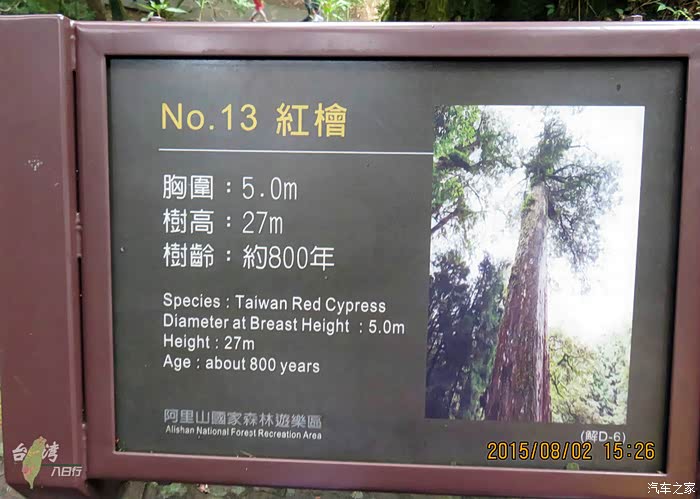 No.13 紅檜
胸圍：5.0m
樹高：27m
樹齡：約800年
Species : Taiwan Red Cypress
Diameter at Breast Height : 5.0m
Height : 27m
Age : about 800 years
阿里山國家森林遊樂區
Alishan National Forest Recreation Area
(解D-6)
2015/08/02 15:26
台灣
八日行
汽车之家